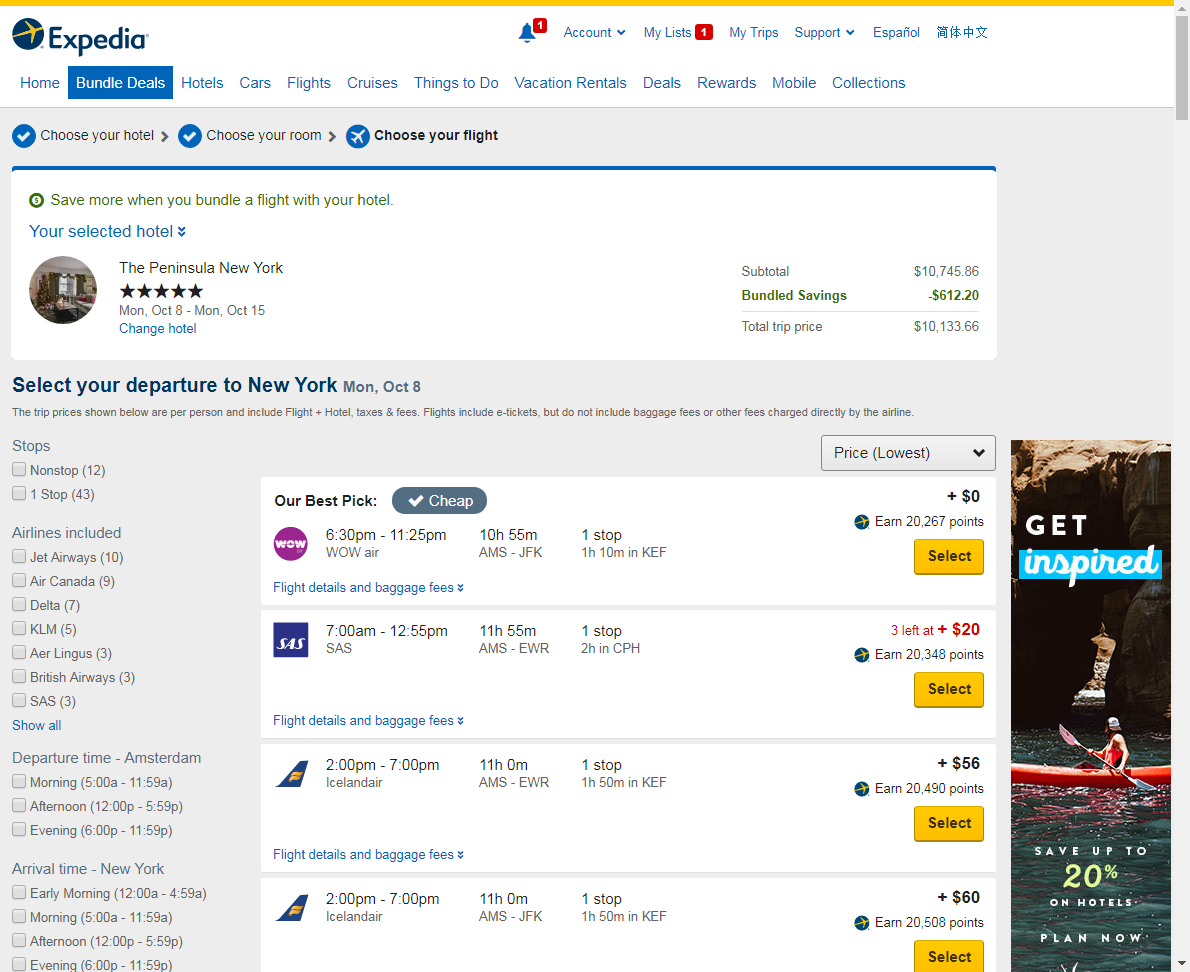 Expedia
1
Account
My Lists 1
My Trips
Support
Español
简体中文
Home
Bundle Deals
Hotels
Cars
Flights
Cruises
Things to Do
Vacation Rentals
Deals
Rewards
Mobile
Collections
Choose your hotel
Choose your room
Choose your flight
Save more when you bundle a flight with your hotel.
Your selected hotel
The Peninsula New York
Mon, Oct 8 - Mon, Oct 15
Change hotel
Subtotal $10,745.86
Bundled Savings -$612.20
Total trip price $10,133.66
Select your departure to New York Mon, Oct 8
The trip prices shown below are per person and include Flight + Hotel, taxes & fees. Flights include e-tickets, but do not include baggage fees or other fees charged directly by the airline.
Stops
Nonstop (12)
1 Stop (43)
Airlines included
Jet Airways (10)
Air Canada (9)
Delta (7)
KLM (5)
Aer Lingus (3)
British Airways (3)
SAS (3)
Show all
Departure time - Amsterdam
Morning (5:00a - 11:59a)
Afternoon (12:00p - 5:59p)
Evening (6:00p - 11:59p)
Arrival time - New York
Early Morning (12:00a - 4:59a)
Morning (5:00a - 11:59a)
Afternoon (12:00p - 5:59p)
Evening (6:00p - 11:59p)
Price (Lowest)
Our Best Pick: Cheap
+ $0
WOW
6:30pm - 11:25pm 10h 55m 1 stop
WOW air AMS - JFK 1h 10m in KEF
Earn 20,267 points
Select
Flight details and baggage fees
SAS
7:00am - 12:55pm 11h 55m 1 stop
SAS AMS - EWR 2h in CPH
3 left at + $20
Earn 20,348 points
Select
Flight details and baggage fees
2:00pm - 7:00pm 11h 0m 1 stop
Icelandair AMS - EWR 1h 50m in KEF
+ $56
Earn 20,490 points
Select
Flight details and baggage fees
2:00pm - 7:00pm 11h 0m 1 stop
Icelandair AMS - JFK 1h 50m in KEF
+ $60
Earn 20,508 points
Select
GET
inspired
SAVE UP TO
20%
ON HOTELS.
PLAN NOW